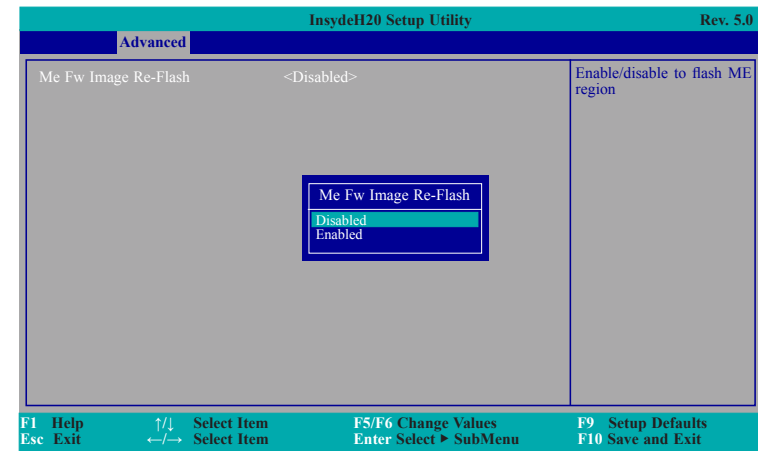 InsydeH20 Setup Utility Rev. 5.0
Advanced
Me Fw Image Re-Flash <Disabled>
Enable/disable to flash ME
region
Me Fw Image Re-Flash
Disabled
Enabled
F1 Help ↑/↓ Select Item F5/F6 Change Values F9 Setup Defaults
Esc Exit ←/→ Select Item Enter Select ► SubMenu F10 Save and Exit